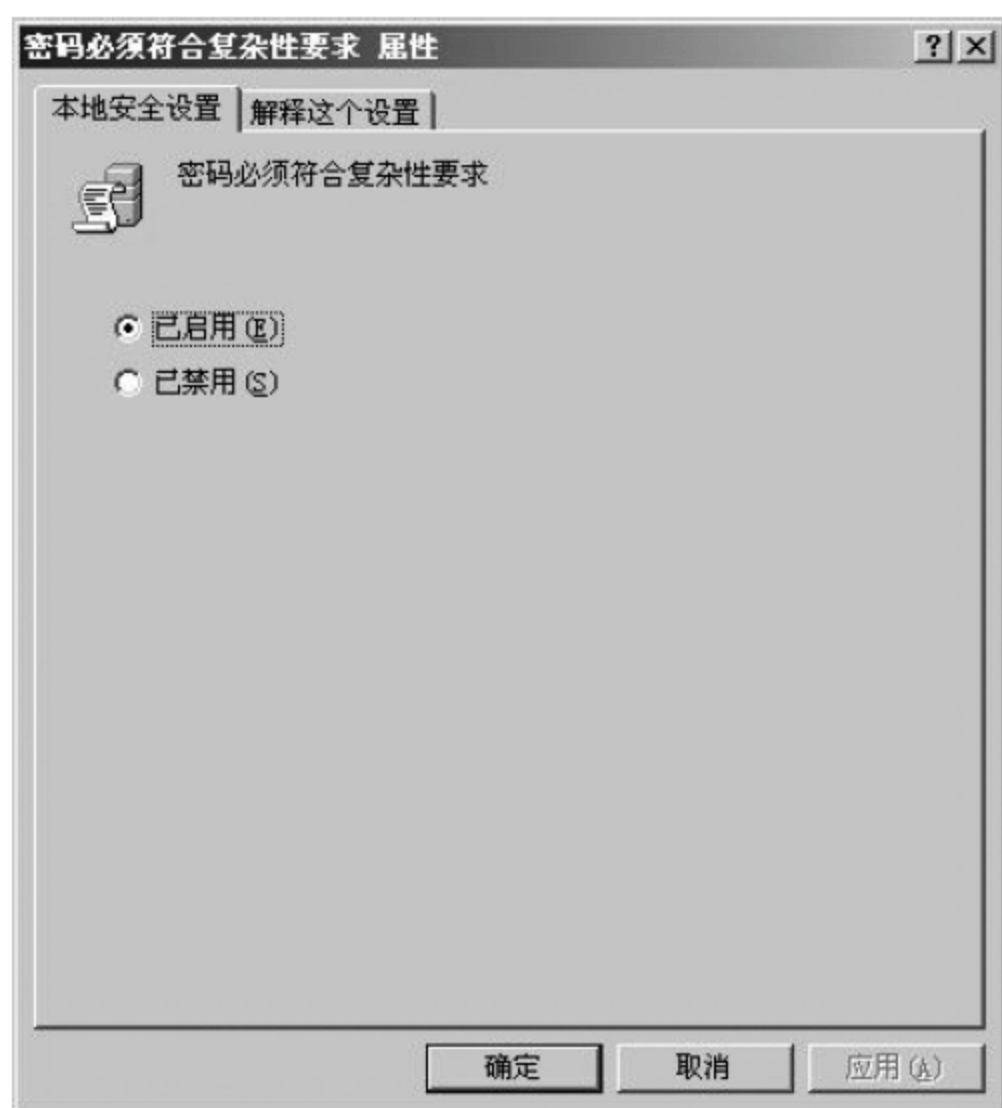 密码必须符合复杂性要求 属性
本地安全设置 解释这个设置
密码必须符合复杂性要求
已启用(E)
已禁用(S)
确定 取消 应用(A)